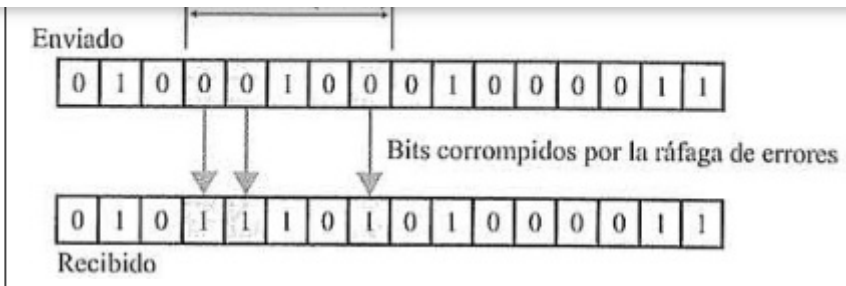 Enviado
0 1 0 0 0 1 0 0 0 1 0 0 0 0 1 1
Bits corrompidos por la ráfaga de errores
0 1 0 1 1 1 0 1 0 1 0 0 0 0 1 1
Recibido